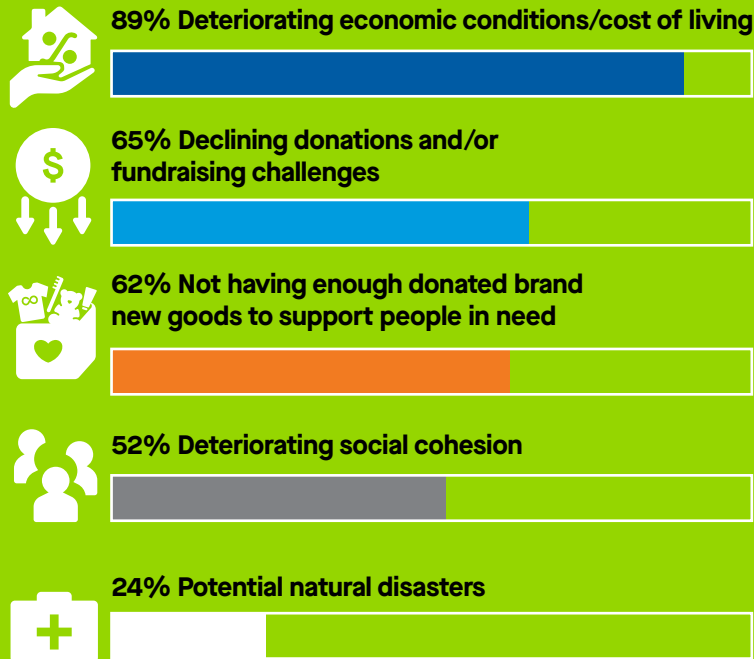 89% Deteriorating economic conditions/cost of living
$
65% Declining donations and/or
fundraising challenges
62% Not having enough donated brand
new goods to support people in need
52% Deteriorating social cohesion
24% Potential natural disasters